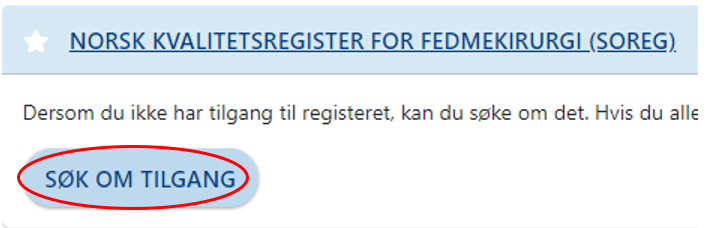 NORSK KVALITETSREGISTER FOR FEDMEKIRURGI (SOREG)
Dersom du ikke har tilgang til registeret, kan du søke om det. Hvis du alle
SØK OM TILGANG